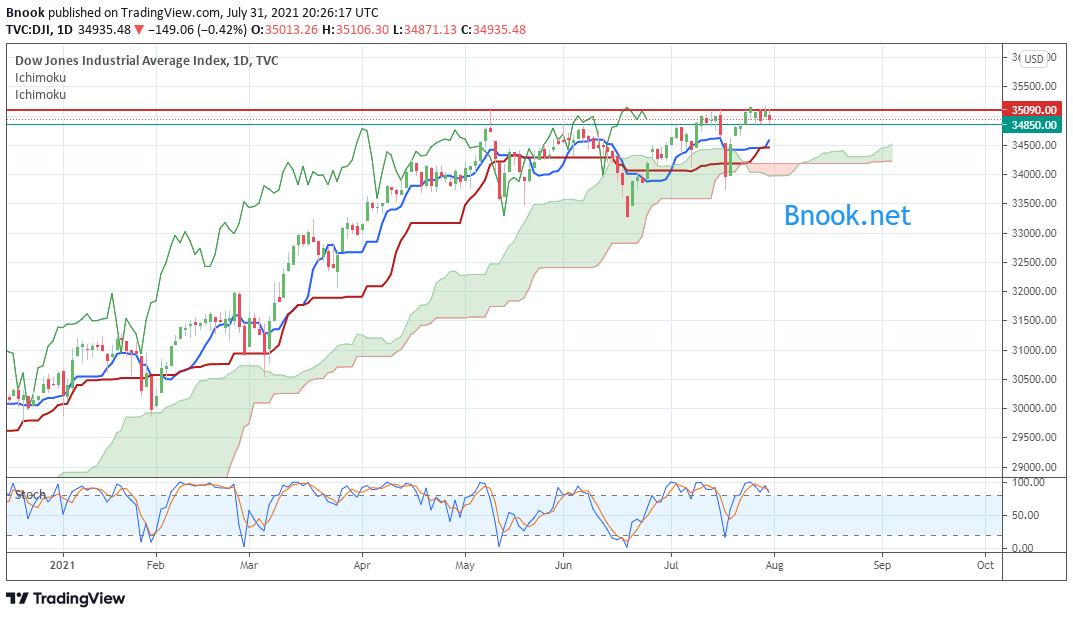 Bnook published on TradingView.com, July 31, 2021 20:26:17 UTC
TVC:DJI, 1D 34935.48 ▼ −149.06 (−0.42%) O:35013.26 H:35106.30 L:34871.13 C:34935.48
Dow Jones Industrial Average Index, 1D, TVC
USD
Ichimoku
Ichimoku
35500.00
35090.00
34850.00
34500.00
34000.00
33500.00
33000.00
32500.00
32000.00
31500.00
31000.00
30500.00
30000.00
29500.00
29000.00
Bnook.net
Stoch
100.00
50.00
0.00
2021 Feb Mar Apr May Jun Jul Aug Sep Oct
TradingView